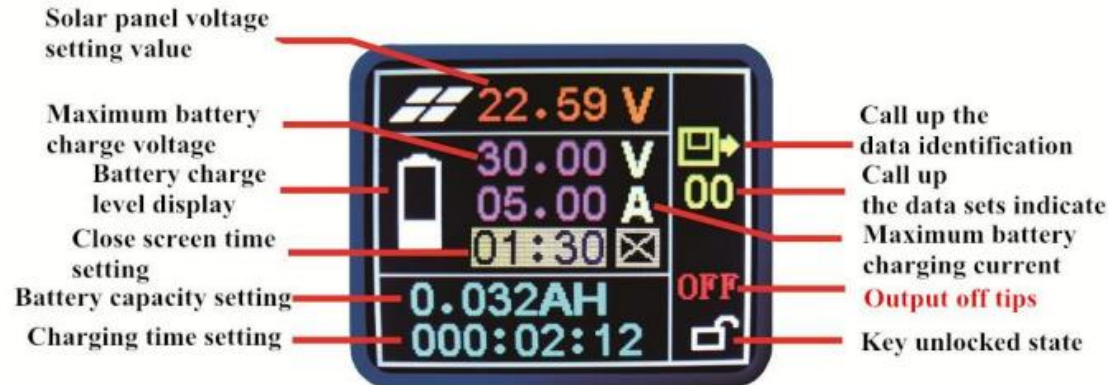 Solar panel voltage
setting value
Maximum battery
charge voltage
Battery charge
level display
Close screen time
setting
Battery capacity setting
Charging time setting
22.59 V
30.00 V
05.00 A
01:30
0.032AH
000:02:12
00
OFF
Call up the
data identification
Call up
the data sets indicate
Maximum battery
charging current
Output off tips
Key unlocked state